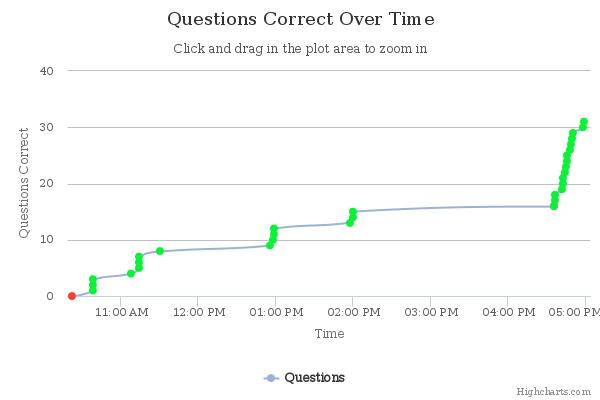 Questions Correct Over Time
Click and drag in the plot area to zoom in
Questions Correct
40
30
20
10
0
11:00 AM 12:00 PM 01:00 PM 02:00 PM 03:00 PM 04:00 PM 05:00 PM
Time
Questions
Highcharts.com